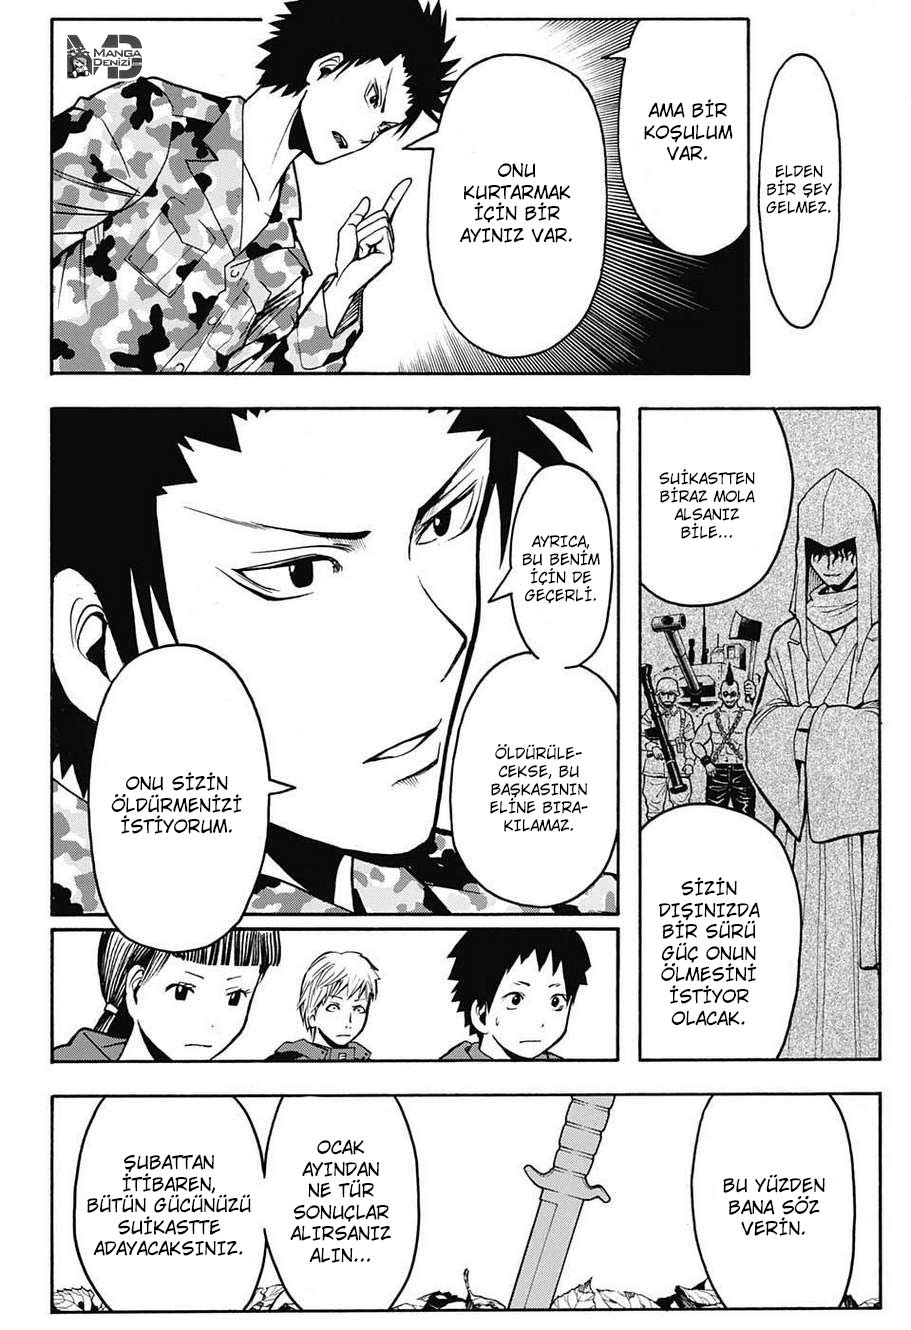 MANGA
DENİZİ
ELDEN
BİR ŞEY
GELMEZ.
AMA BİR
KOŞULUM
VAR.
ONU
KURTARMAK
İÇİN BİR
AYINIZ VAR.
SUİKASTTEN
BİRAZ MOLA
ALSANIZ
BİLE...
SİZİN
DIŞINIZDA
BİR SÜRÜ
GÜÇ ONUN
ÖLMESİNİ
İSTİYOR
OLACAK.
AYRICA,
BU BENİM
İÇİN DE
GEÇERLİ.
ÖLDÜRÜLE-
CEKSE, BU
BAŞKASININ
ELİNE BIRA-
KILAMAZ.
ONU SİZİN
ÖLDÜRMENİZİ
İSTİYORUM.
BU YÜZDEN
BANA SÖZ
VERİN.
OCAK
AYINDAN
NE TÜR
SONUÇLAR
ALIRSANIZ
ALIN...
ŞUBATTAN
İTİBAREN,
BÜTÜN GÜCÜNÜZÜ
SUİKASTTE
ADAYACAKSINIZ.